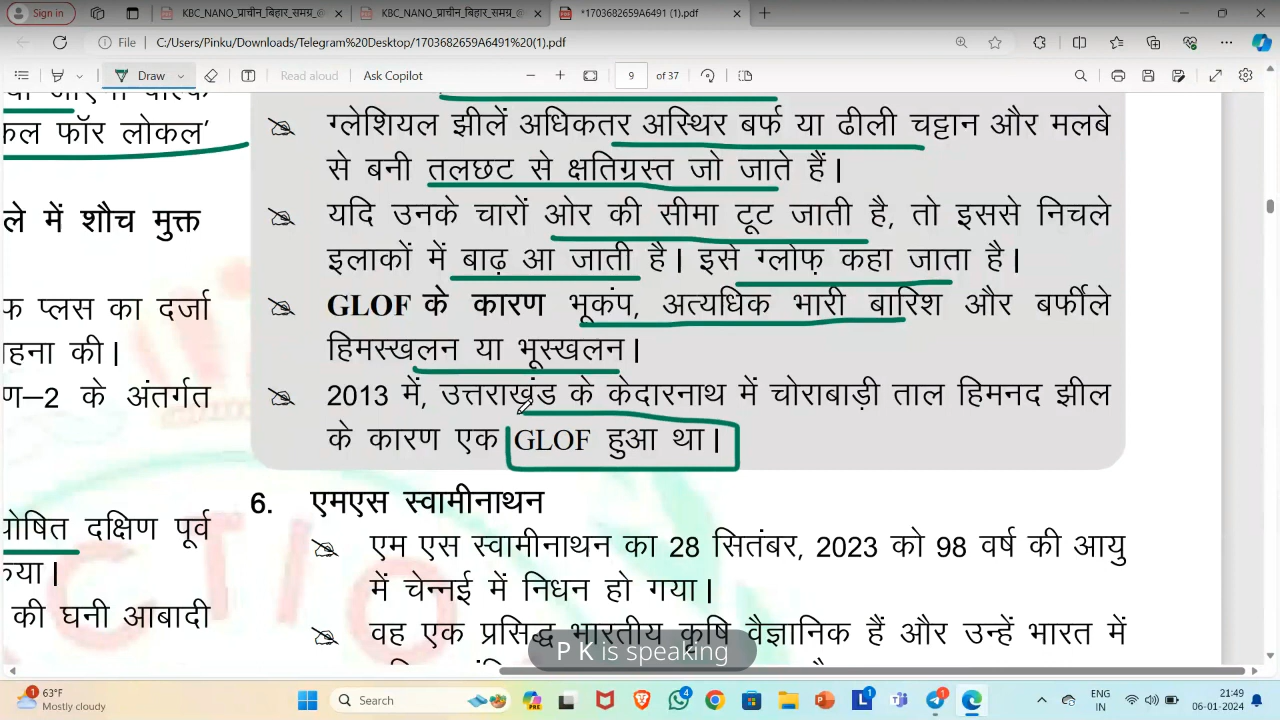 Sign in
KBC_NANO_प्राचीन_बिहार_समग्र_@
KBC_NANO_प्राचीन_बिहार_समग्र_@
*1703682659A6491 (1).pdf
File
C:/Users/Pinku/Downloads/Telegram%20Desktop/1703682659A6491%20(1).pdf
Draw
Read aloud
Ask Copilot
9 of 37
कल फॉर लोकल’
ले में शौच मुक्त
फ प्लस का दर्जा
हना की।
ण–2 के अंतर्गत
षित दक्षिण पूर्व
की घनी आबादी
ग्लेशियल झीलें अधिकतर अस्थिर बर्फ या ढीली चट्टान और मलबे
से बनी तलछट से क्षतिग्रस्त जो जाते हैं।
यदि उनके चारों ओर की सीमा टूट जाती है, तो इससे निचले
इलाकों में बाढ़ आ जाती है। इसे ग्लोफ़ कहा जाता है।
GLOF के कारण भूकंप, अत्यधिक भारी बारिश और बर्फीले
हिमस्खलन या भूस्खलन।
2013 में, उत्तराखंड के केदारनाथ में चोराबाड़ी ताल हिमनद झील
के कारण एक GLOF हुआ था।
6. एमएस स्वामीनाथन
एम एस स्वामीनाथन का 28 सितंबर, 2023 को 98 वर्ष की आयु
में चेन्नई में निधन हो गया।
वह एक प्रसिद्ध भारतीय कृषि वैज्ञानिक हैं और उन्हें भारत में
P K is speaking
63°F
Mostly cloudy
Search
ENG
IN
21:49
06-01-2024